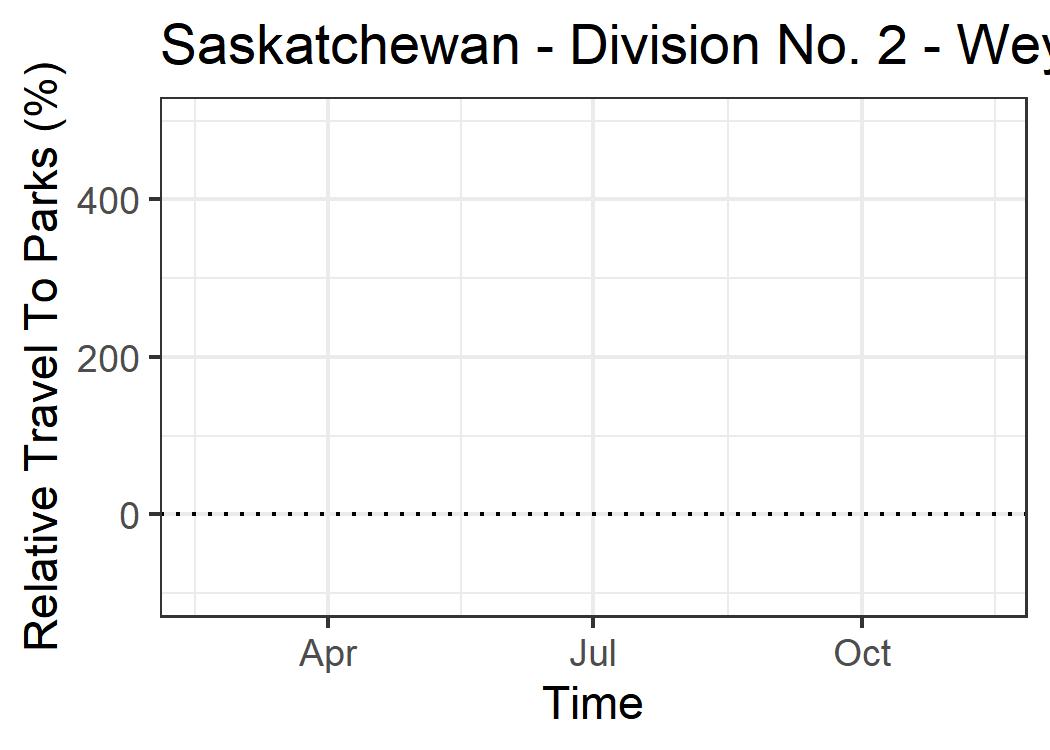 Saskatchewan - Division No. 2 - Wey
Relative Travel To Parks (%)
400
200
0
Apr Jul Oct
Time